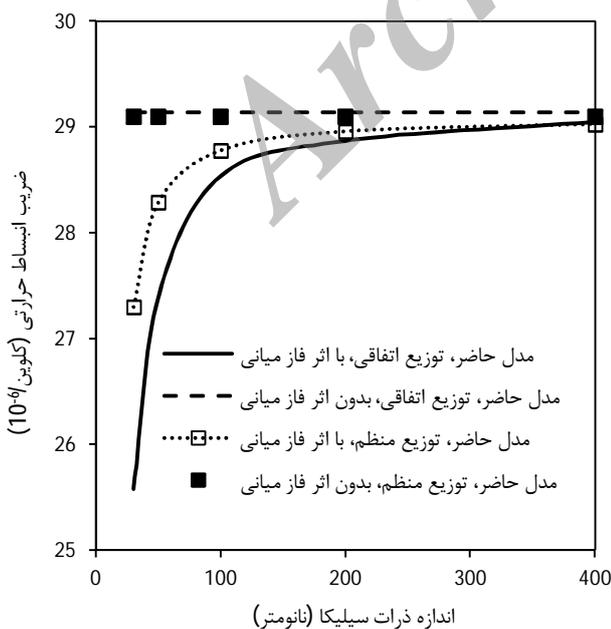 Arc
30
29
28
27
26
25
ضریب انبساط حرارتی (کلوین/10-6)
مدل حاضر، توزیع اتفاقی، با اثر فاز میانی
مدل حاضر، توزیع اتفاقی، بدون اثر فاز میانی
مدل حاضر، توزیع منظم، با اثر فاز میانی
مدل حاضر، توزیع منظم، بدون اثر فاز میانی
0 100 200 300 400
اندازه ذرات سیلیکا (نانومتر)